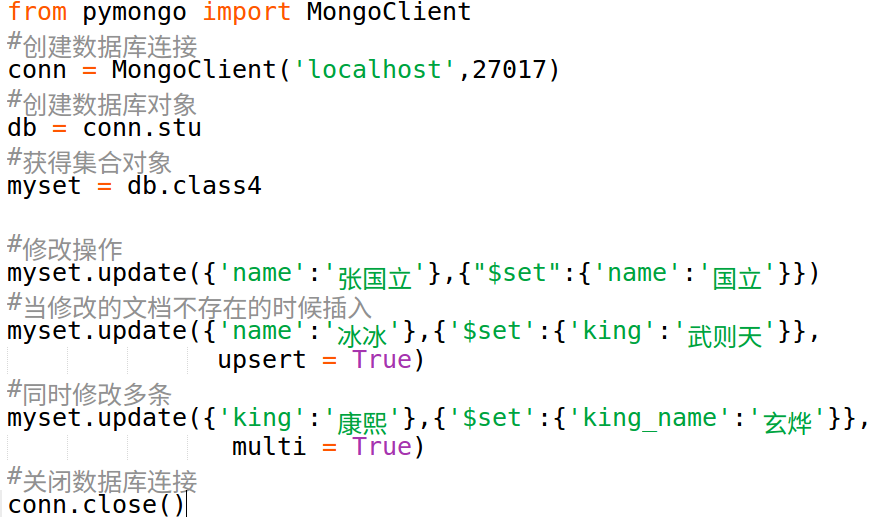 from pymongo import MongoClient
#创建数据库连接
conn = MongoClient('localhost',27017)
#创建数据库对象
db = conn.stu
#获得集合对象
myset = db.class4
#修改操作
myset.update({'name':'张国立'},{"$set":{'name':'国立'}})
#当修改的文档不存在的时候插入
myset.update({'name':'冰冰'},{'$set':{'king':'武则天'}},
upsert = True)
#同时修改多条
myset.update({'king':'康熙'},{'$set':{'king_name':'玄烨'}},
multi = True)
#关闭数据库连接
conn.close()